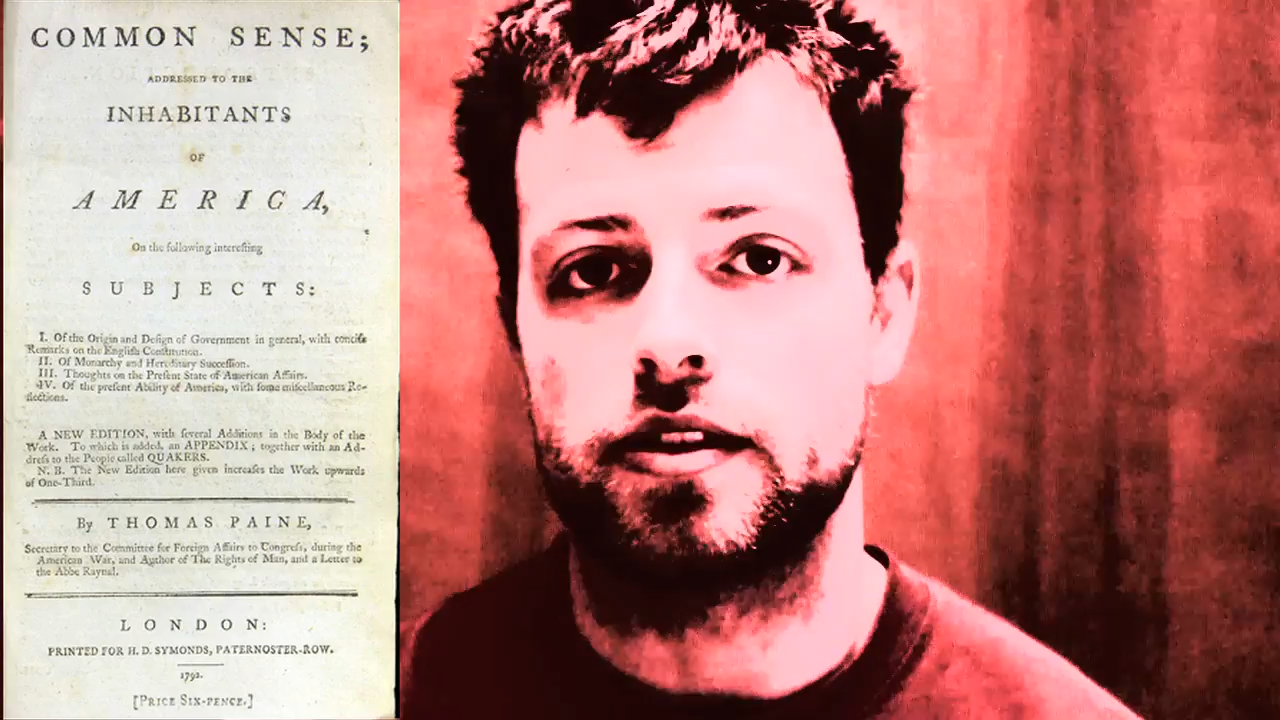 COMMON SENSE;
ADDRESSED TO THE
INHABITANTS
OF
AMERICA,
On the following intereſting
SUBJECTS:
I. Of the Origin and Deſign of Government in general, with conciſe
Remarks on the Engliſh Conſtitution.
II. Of Monarchy and Hereditary Succeſſion.
III. Thoughts on the Preſent State of American Affairs.
IV. Of the preſent Ability of America, with ſome miſcellaneous Re-
flections.
A NEW EDITION, with ſeveral Additions in the Body of the
Work. To which is added, an APPENDIX; together with an Ad-
dreſs to the People called QUAKERS.
N. B. The New Edition here given increaſes the Work upwards
of One-Third.
By THOMAS PAINE,
Secretary to the Committee for Foreign Affairs to Congreſs, during the
American War, and Author of The Rights of Man, and a Letter to
the Abbe Raynal.
LONDON:
PRINTED FOR H. D. SYMONDS, PATERNOSTER-ROW.
1792.
[PRICE SIX-PENCE.]